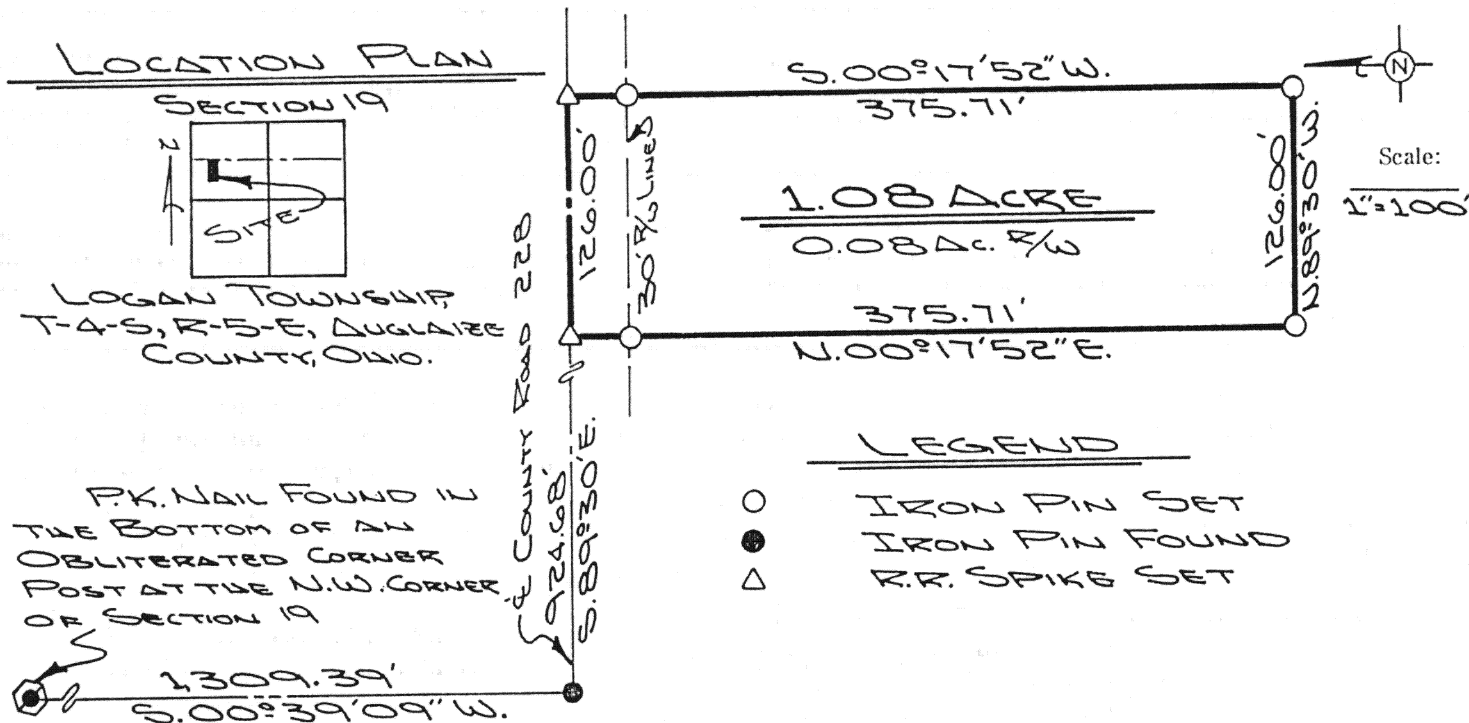 LOCATION PLAN
SECTION 19
N
SITE
LOGAN TOWNSHIP,
T-4-S, R-5-E, AUGLAIZE
COUNTY, OHIO.
S.00°17'52"W.
375.71'
N
Scale:
1"=100'
126.00'
30' R/W LINES
1.08 ACRE
0.08 AC. R/W
126.00'
N.89°30'W.
375.71'
N.00°17'52"E.
℄ COUNTY ROAD 228
924.68'
S.89°30'E.
P.K. NAIL FOUND IN
THE BOTTOM OF AN
OBLITERATED CORNER
POST AT THE N.W. CORNER
OF SECTION 19
1,309.39'
S.00°39'09"W.
LEGEND
IRON PIN SET
IRON PIN FOUND
R.R. SPIKE SET